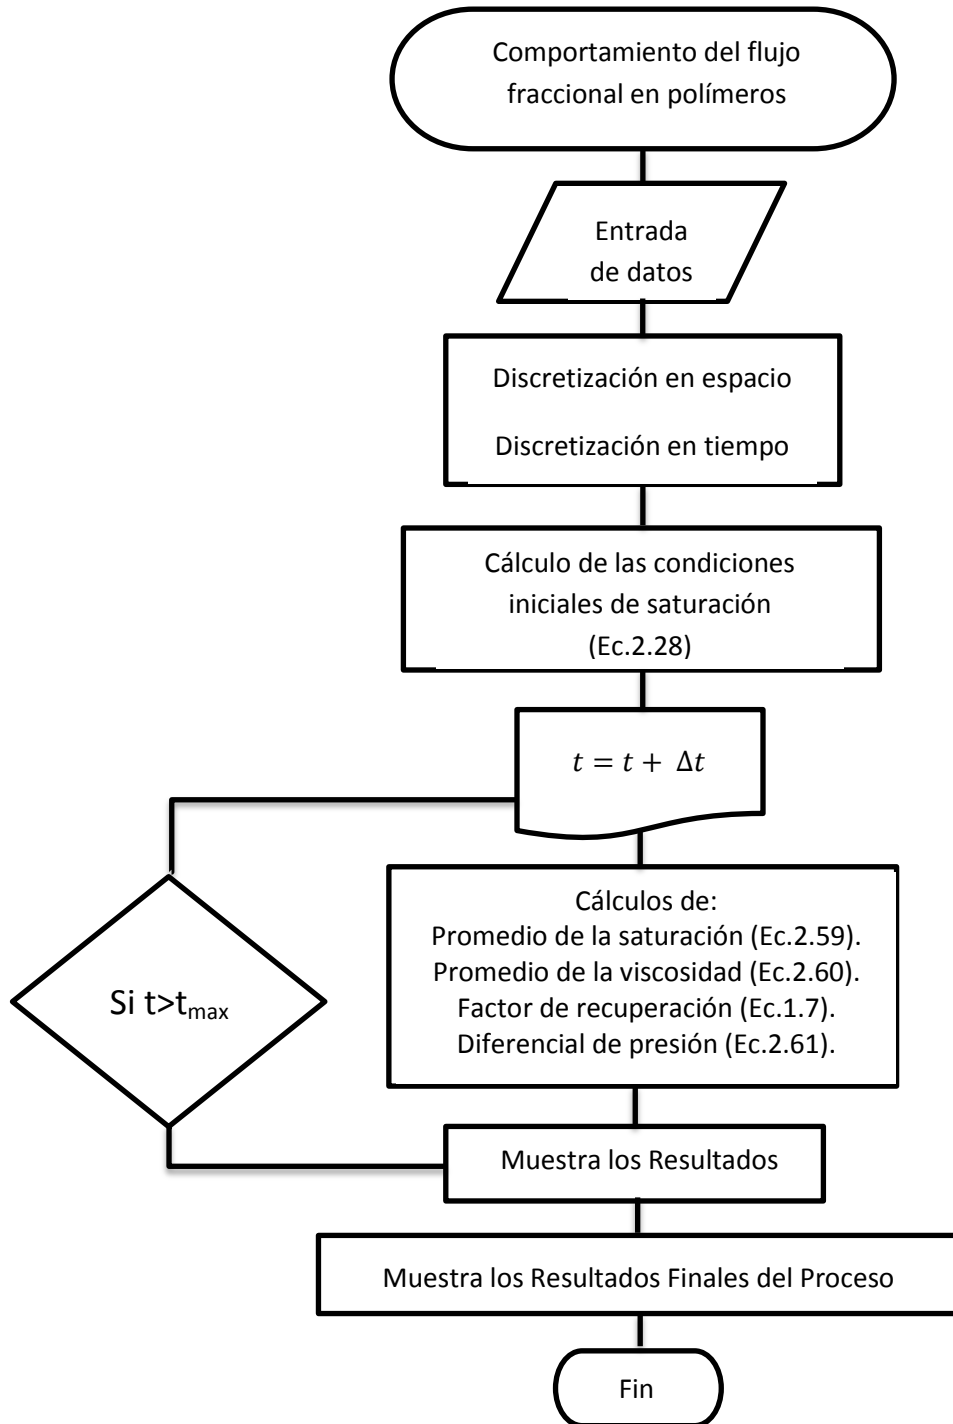 Comportamiento del flujo
fraccional en polímeros
Entrada
de datos
Discretización en espacio
Discretización en tiempo
Cálculo de las condiciones
iniciales de saturación
(Ec.2.28)
t = t + Δt
Cálculos de:
Promedio de la saturación (Ec.2.59).
Promedio de la viscosidad (Ec.2.60).
Factor de recuperación (Ec.1.7).
Diferencial de presión (Ec.2.61).
Si t>tmax
Muestra los Resultados
Muestra los Resultados Finales del Proceso
Fin